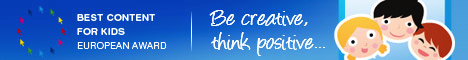 BEST CONTENT
FOR KIDS
EUROPEAN AWARD
Be creative,
think positive...